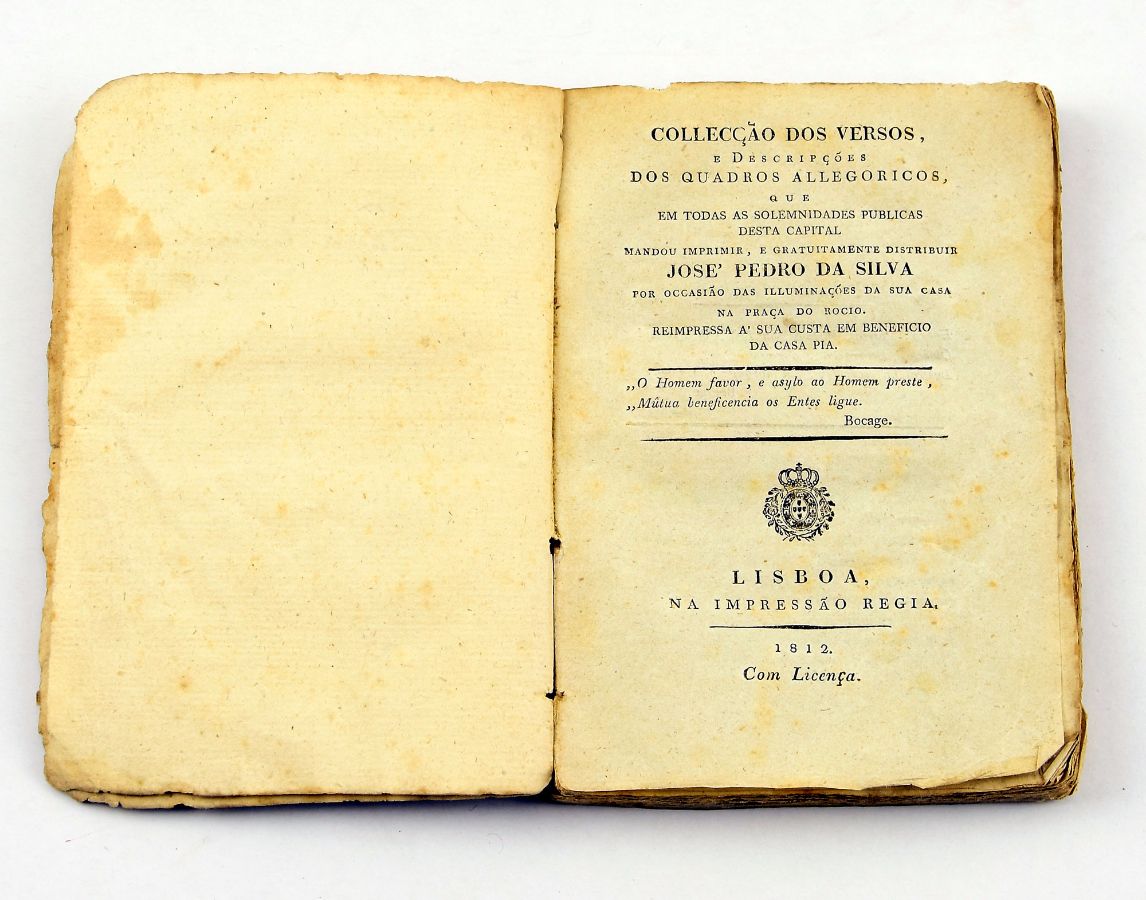 COLLECÇÃO DOS VERSOS,
E DESCRIPÇÕES
DOS QUADROS ALLEGORICOS,
QUE
EM TODAS AS SOLEMNIDADES PUBLICAS
DESTA CAPITAL
MANDOU IMPRIMIR, E GRATUITAMENTE DISTRIBUIR
JOSE' PEDRO DA SILVA
POR OCCASIÃO DAS ILLUMINAÇÕES DA SUA CASA
NA PRAÇA DO ROCIO.
REIMPRESSA A' SUA CUSTA EM BENEFICIO
DA CASA PIA.
,,O Homem favor, e asylo ao Homem preste,
,,Mútua beneficencia os Entes ligue.
Bocage.
LISBOA,
NA IMPRESSÃO REGIA.
1812.
Com Licença.